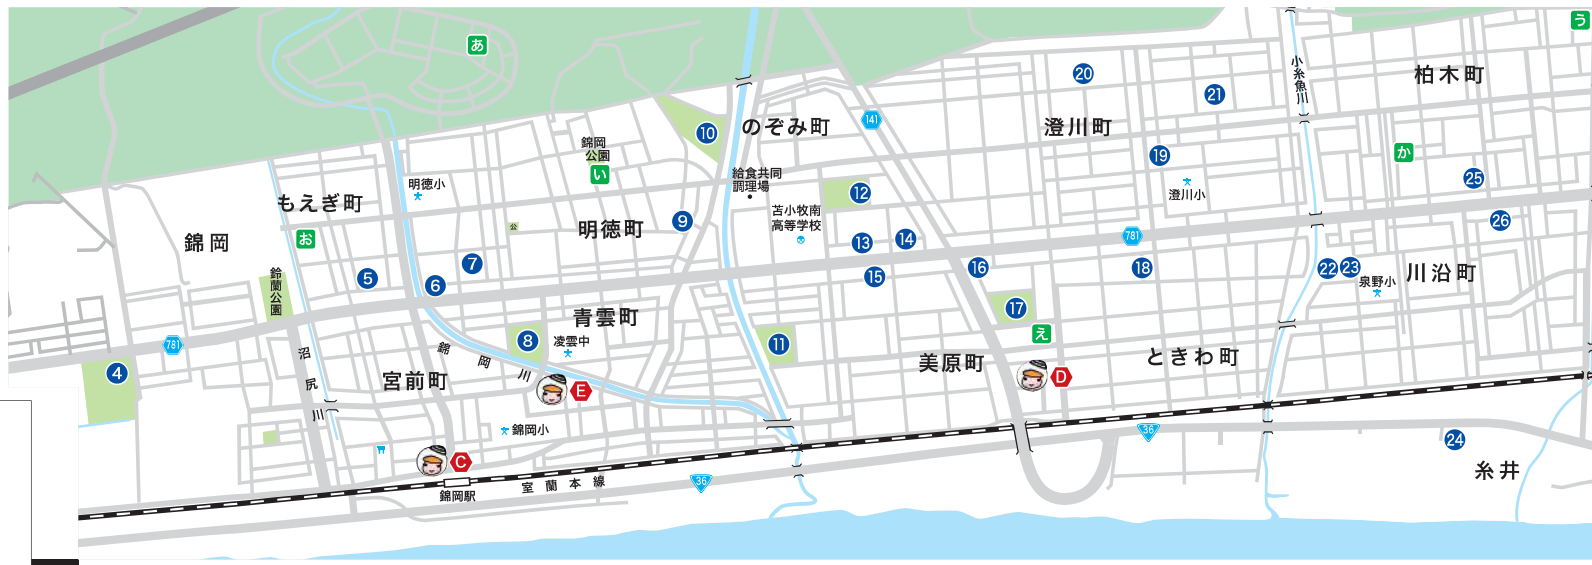 あ
う
小糸魚川
柏木町
20
21
141
10
のぞみ町
澄川町
錦岡
公園
い
19
か
明徳小
給食共同
調理場
12
澄川小
25
もえぎ町
お
明徳町
9
苫小牧南
高等学校
26
錦岡
13
14
781
5
6
7
15
16
18
22
23
泉野小
川沿町
鈴蘭公園
17
え
781
4
沼尻川
錦岡川
8
凌雲中
青雲町
11
美原町
ときわ町
宮前町
E
D
錦岡小
C
36
24
糸井
錦岡駅
室蘭本線
36
公